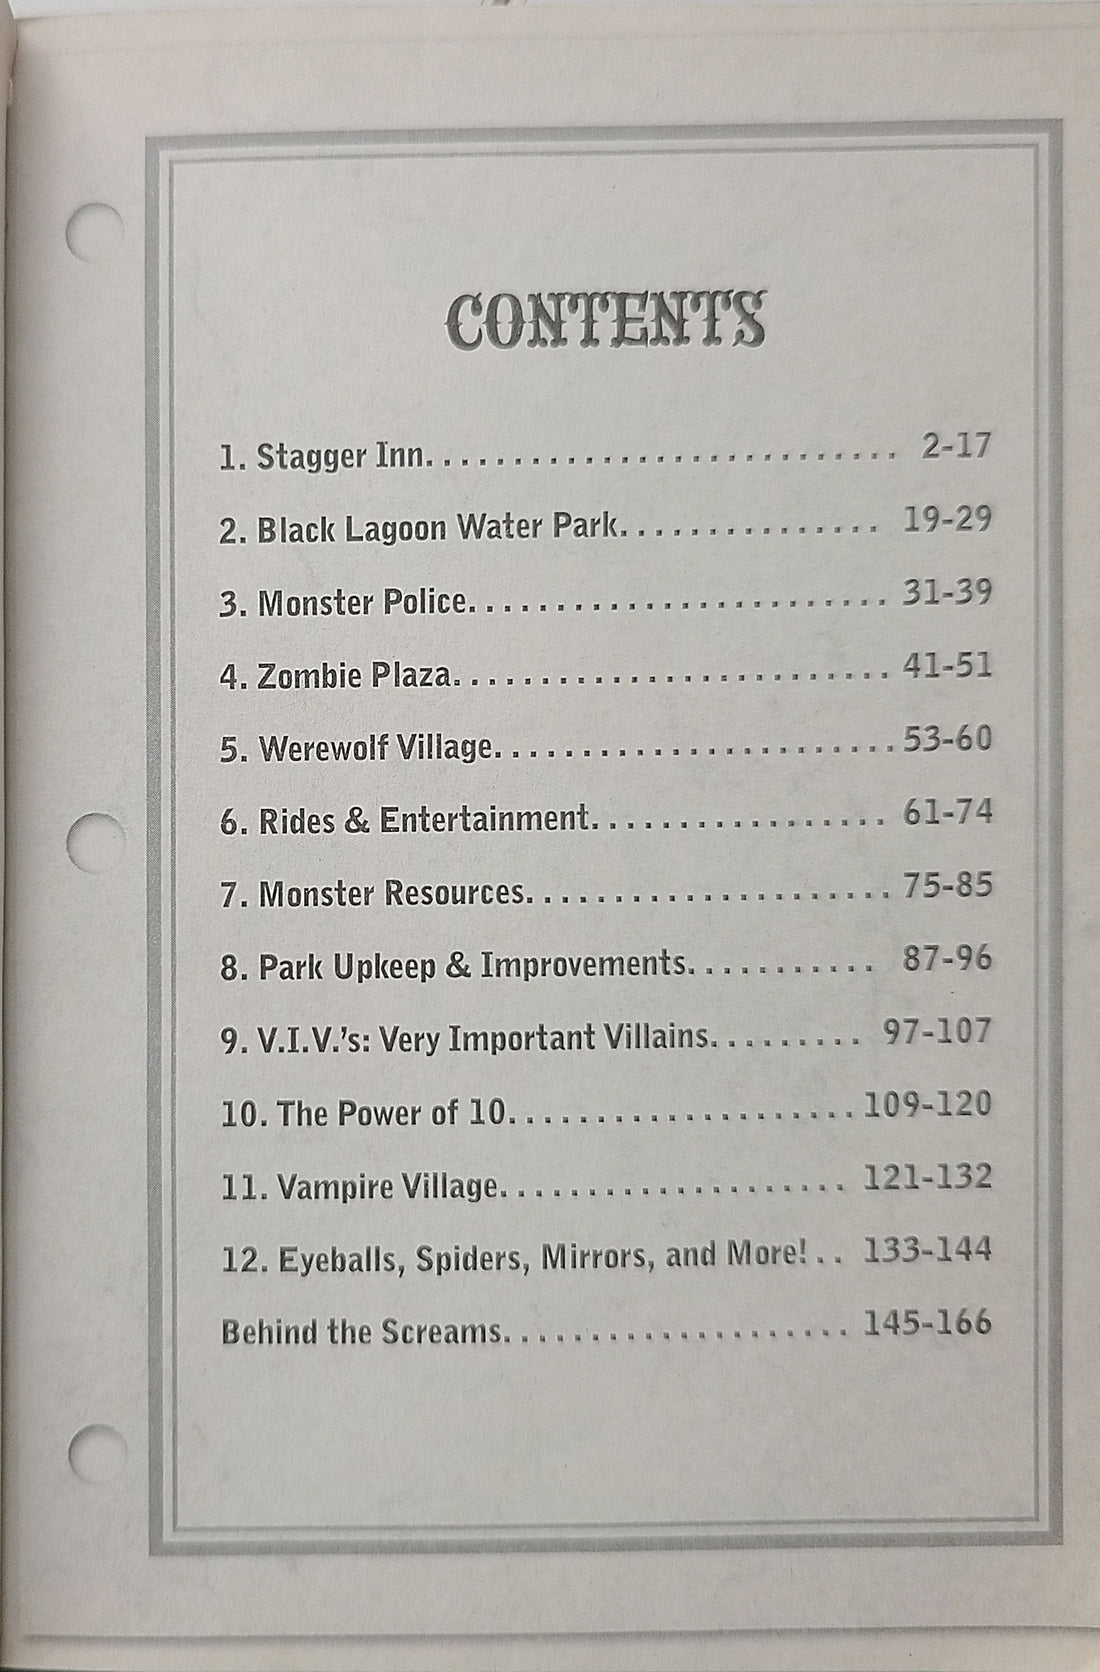 CONTENTS
1. Stagger Inn........................... 2-17
2. Black Lagoon Water Park............... 19-29
3. Monster Police........................ 31-39
4. Zombie Plaza......................... 41-51
5. Werewolf Village....................... 53-60
6. Rides & Entertainment................. 61-74
7. Monster Resources..................... 75-85
8. Park Upkeep & Improvements........... 87-96
9. V.I.V.'s: Very Important Villains......... 97-107
10. The Power of 10.................... 109-120
11. Vampire Village.................... 121-132
12. Eyeballs, Spiders, Mirrors, and More!.. 133-144
Behind the Screams.................... 145-166